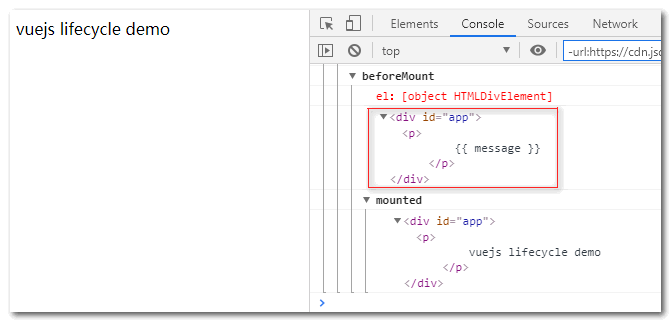 vuejs lifecycle demo
Elements Console Sources Network
top -url:https://cdn.jsc
▼ beforeMount
el: [object HTMLDivElement]
▼<div id="app">
<p>
{{ message }}
</p>
</div>
▼ mounted
▼<div id="app">
<p>
vuejs lifecycle demo
</p>
</div>
>